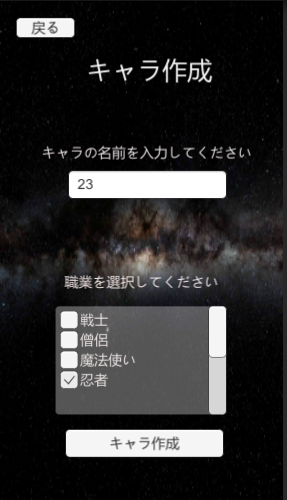 戻る
キャラ作成
キャラの名前を入力してください
23
職業を選択してください
戦士
僧侶
魔法使い
忍者
キャラ作成